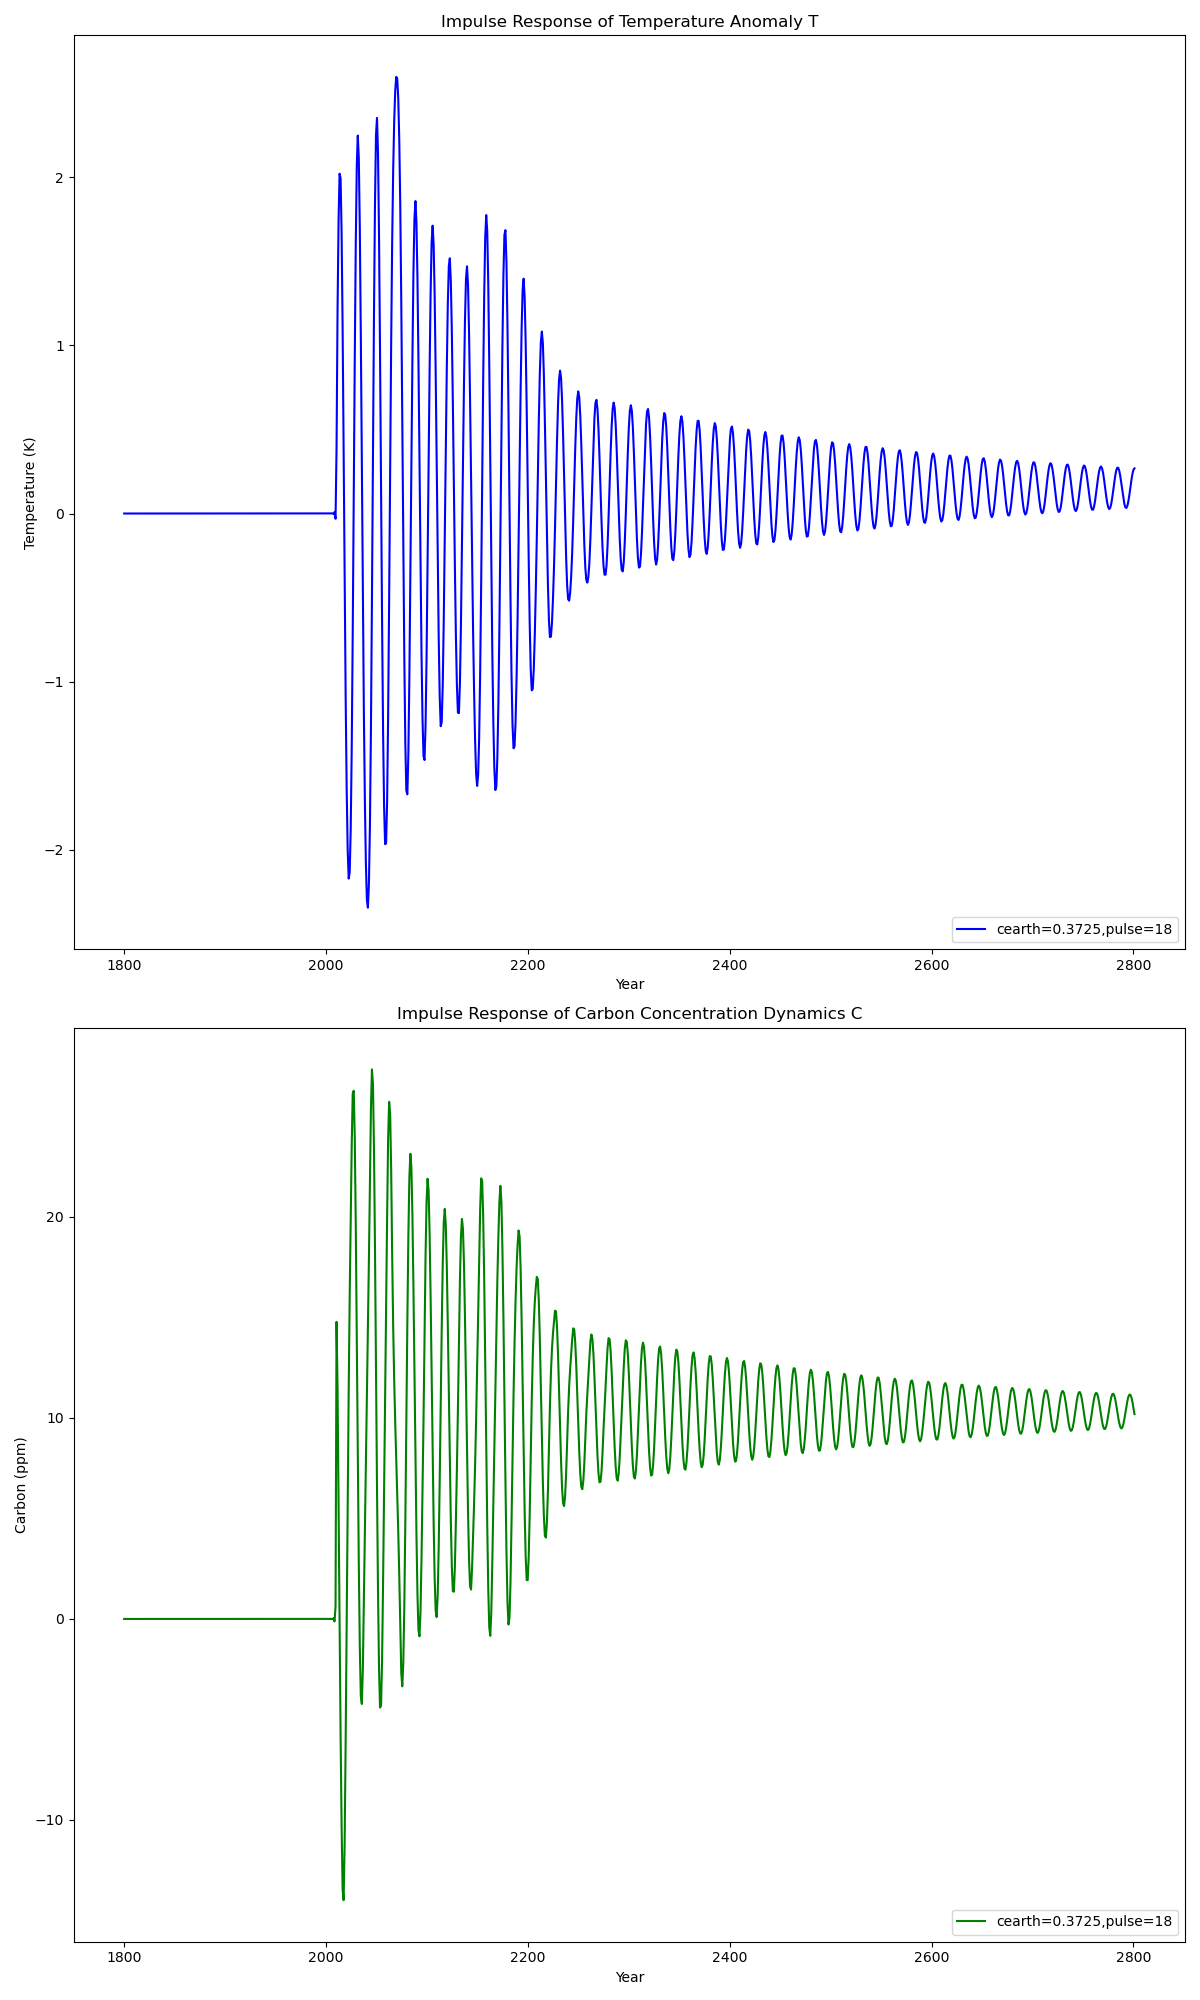 Impulse Response of Temperature Anomaly T
Temperature (K)
2
1
0
−1
−2
cearth=0.3725,pulse=18
1800 2000 2200 2400 2600 2800
Year
Impulse Response of Carbon Concentration Dynamics C
Carbon (ppm)
20
10
0
−10
cearth=0.3725,pulse=18
1800 2000 2200 2400 2600 2800
Year